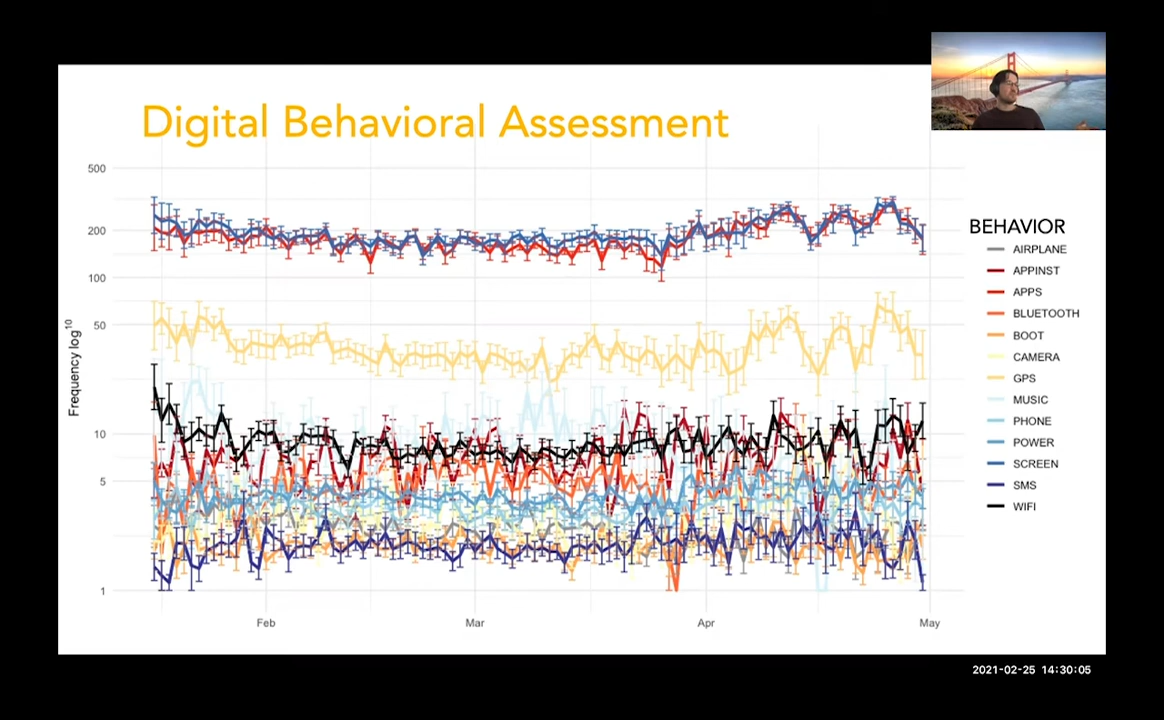 Digital Behavioral Assessment
500
200
100
50
10
5
1
Frequency log10
Feb
Mar
Apr
May
BEHAVIOR
AIRPLANE
APPINST
APPS
BLUETOOTH
BOOT
CAMERA
GPS
MUSIC
PHONE
POWER
SCREEN
SMS
WIFI
2021-02-25 14:30:05